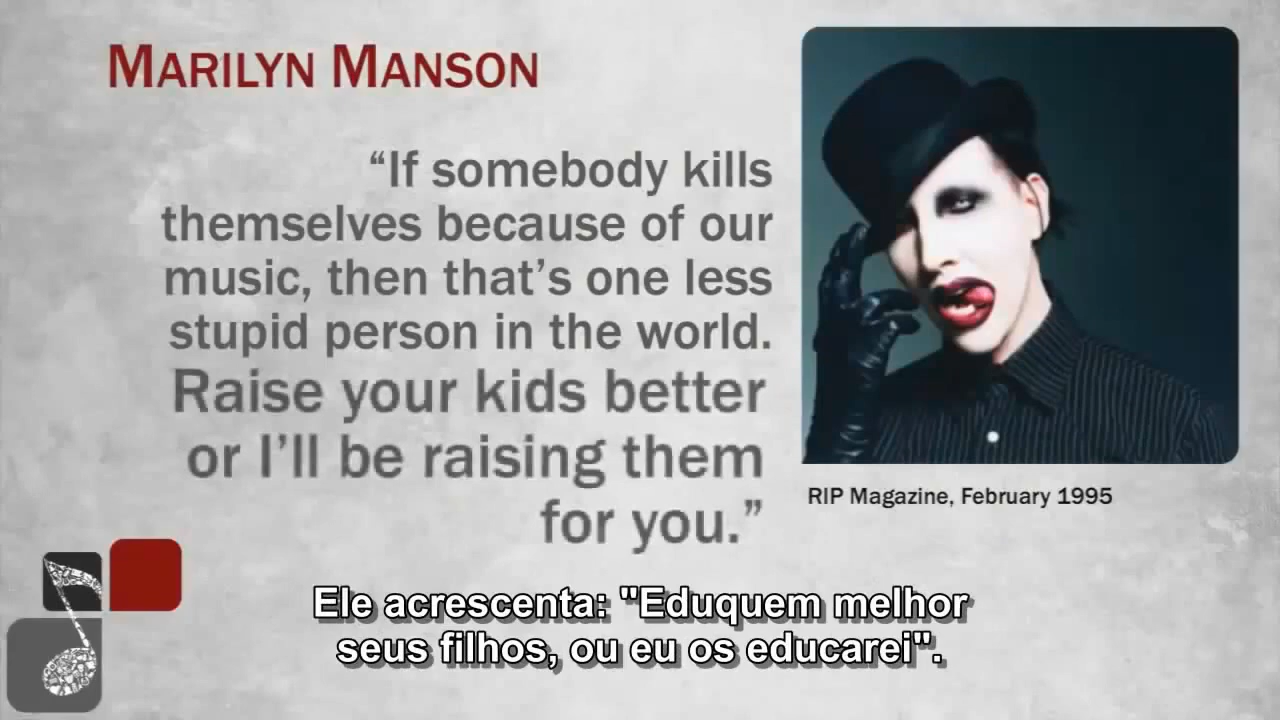 MARILYN MANSON
“If somebody kills
themselves because of our
music, then that’s one less
stupid person in the world.
Raise your kids better
or I’ll be raising them
for you.”
RIP Magazine, February 1995
Ele acrescenta: "Eduquem melhor
seus filhos, ou eu os educarei".